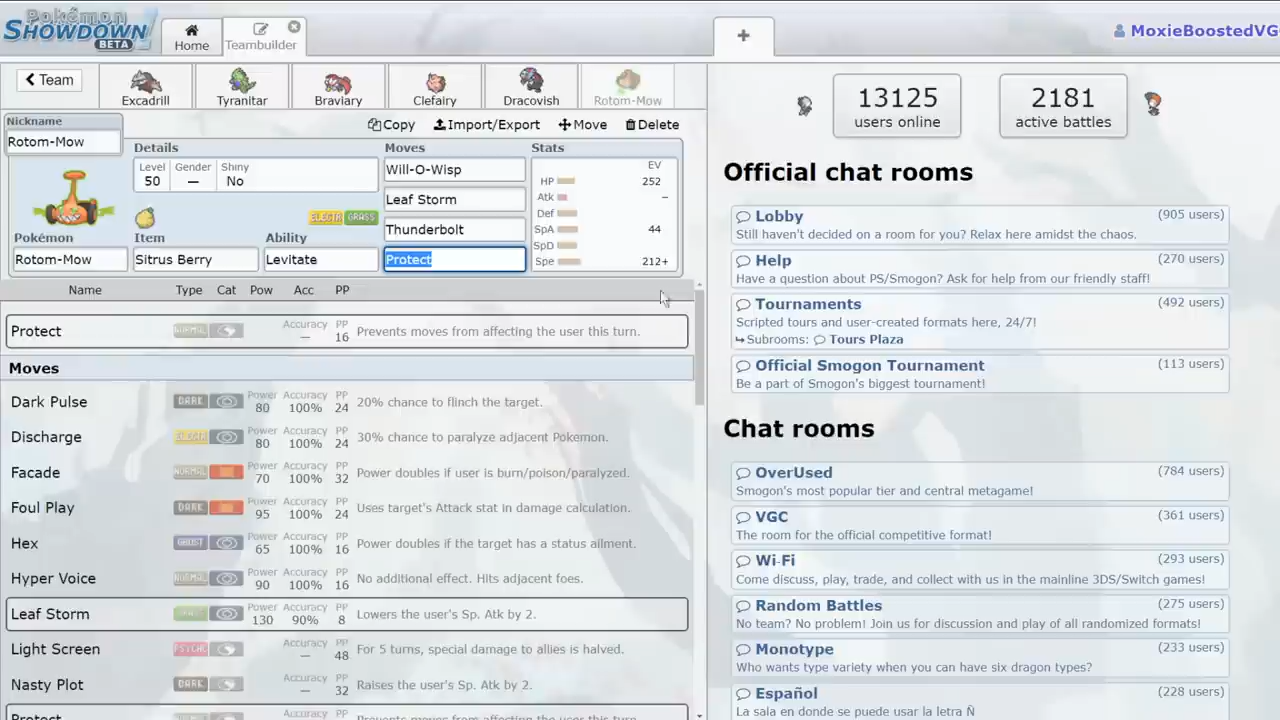 Pokémon
SHOWDOWN
BETA
Home
Teambuilder
+
MoxieBoostedVG
Team
Excadrill
Tyranitar
Braviary
Clefairy
Dracovish
Rotom-Mow
13125
users online
2181
active battles
Copy
Import/Export
Move
Delete
Nickname
Rotom-Mow
Details
Level
50
Gender
—
Shiny
No
Moves
Will-O-Wisp
Leaf Storm
Thunderbolt
Protect
Stats
EV
HP 252
Atk –
Def
SpA 44
SpD
Spe 212+
ELECTR GRASS
Pokémon
Rotom-Mow
Item
Sitrus Berry
Ability
Levitate
Name Type Cat Pow Acc PP
Protect NORMAL Accuracy — PP 16 Prevents moves from affecting the user this turn.
Moves
Dark Pulse DARK Power 80 Accuracy 100% PP 24 20% chance to flinch the target.
Discharge ELECTR Power 80 Accuracy 100% PP 24 30% chance to paralyze adjacent Pokemon.
Facade NORMAL Power 70 Accuracy 100% PP 32 Power doubles if user is burn/poison/paralyzed.
Foul Play DARK Power 95 Accuracy 100% PP 24 Uses target's Attack stat in damage calculation.
Hex GHOST Power 65 Accuracy 100% PP 16 Power doubles if the target has a status ailment.
Hyper Voice NORMAL Power 90 Accuracy 100% PP 16 No additional effect. Hits adjacent foes.
Leaf Storm GRASS Power 130 Accuracy 90% PP 8 Lowers the user's Sp. Atk by 2.
Light Screen PSYCHC Accuracy — PP 48 For 5 turns, special damage to allies is halved.
Nasty Plot DARK Accuracy — PP 32 Raises the user's Sp. Atk by 2.
Protect Accuracy PP Prevents moves from affecting the user this turn.
Official chat rooms
Lobby (905 users)
Still haven't decided on a room for you? Relax here amidst the chaos.
Help (270 users)
Have a question about PS/Smogon? Ask for help from our friendly staff!
Tournaments (492 users)
Scripted tours and user-created formats here, 24/7!
↳Subrooms: Tours Plaza
Official Smogon Tournament (113 users)
Be a part of Smogon's biggest tournament!
Chat rooms
OverUsed (784 users)
Smogon's most popular tier and central metagame!
VGC (361 users)
The room for the official competitive format!
Wi-Fi (293 users)
Come discuss, play, trade, and collect with us in the mainline 3DS/Switch games!
Random Battles (275 users)
No team? No problem! Join us for discussion and play of all randomized formats!
Monotype (233 users)
Who wants type variety when you can have six dragon types?
Español (228 users)
La sala en donde se puede usar la letra Ñ